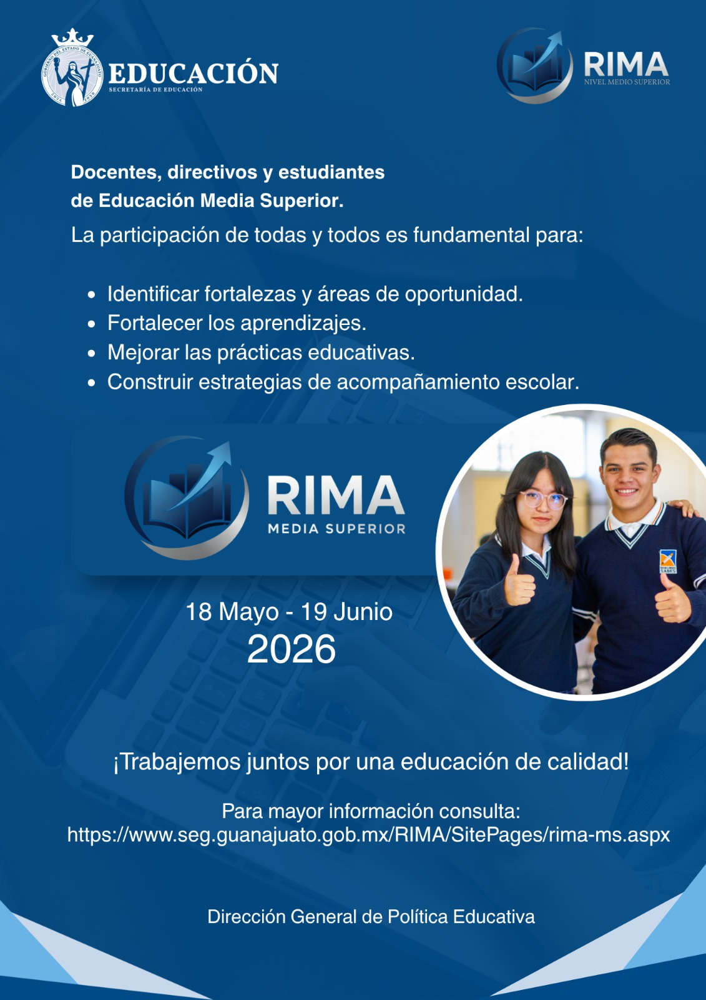 GOBIERNO DEL ESTADO DE GUANAJUATO
2024 2030
EDUCACIÓN
SECRETARÍA DE EDUCACIÓN
RIMA
NIVEL MEDIO SUPERIOR
Docentes, directivos y estudiantes
de Educación Media Superior.
La participación de todas y todos es fundamental para:
• Identificar fortalezas y áreas de oportunidad.
• Fortalecer los aprendizajes.
• Mejorar las prácticas educativas.
• Construir estrategias de acompañamiento escolar.
RIMA
MEDIA SUPERIOR
SABES
18 Mayo - 19 Junio
2026
¡Trabajemos juntos por una educación de calidad!
Para mayor información consulta:
https://www.seg.guanajuato.gob.mx/RIMA/SitePages/rima-ms.aspx
Dirección General de Política Educativa